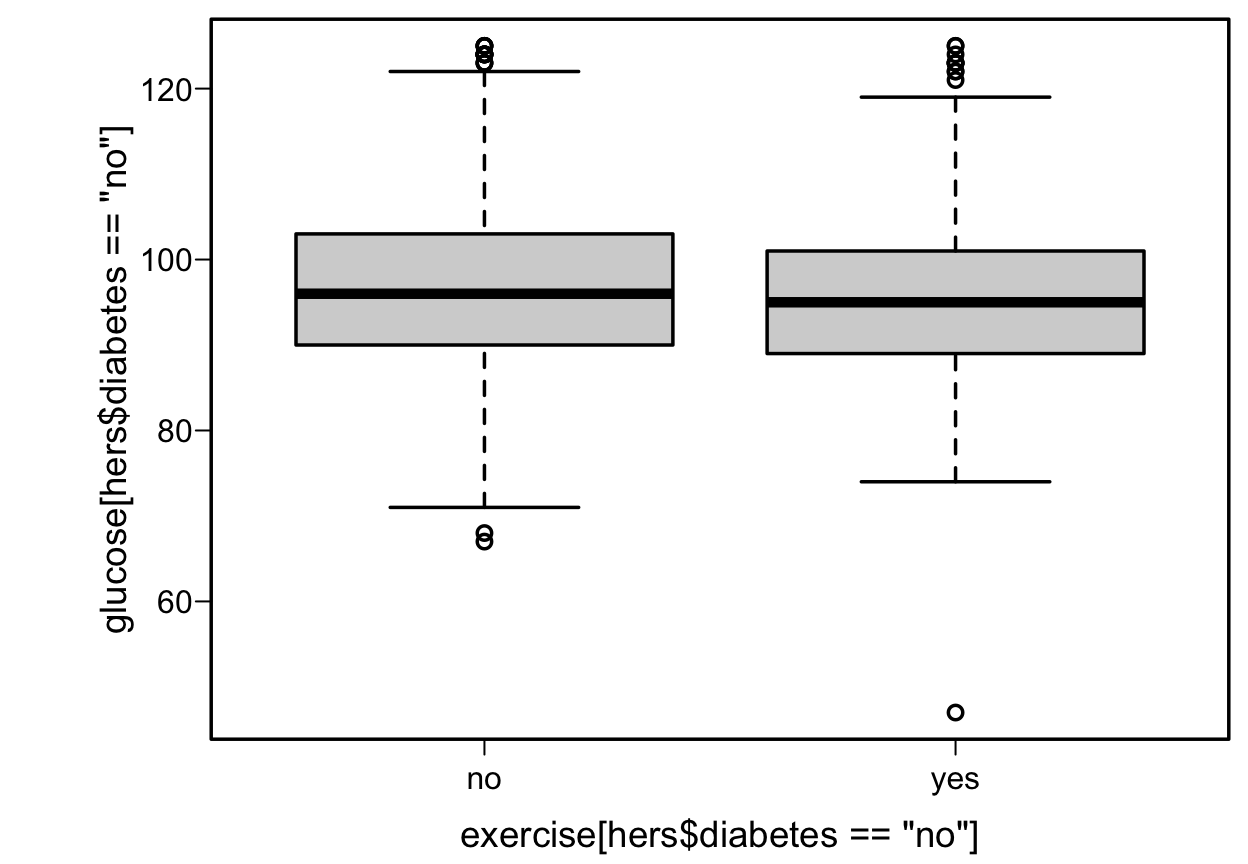 glucose[hers$diabetes == "no"]
120
100
80
60
no yes
exercise[hers$diabetes == "no"]